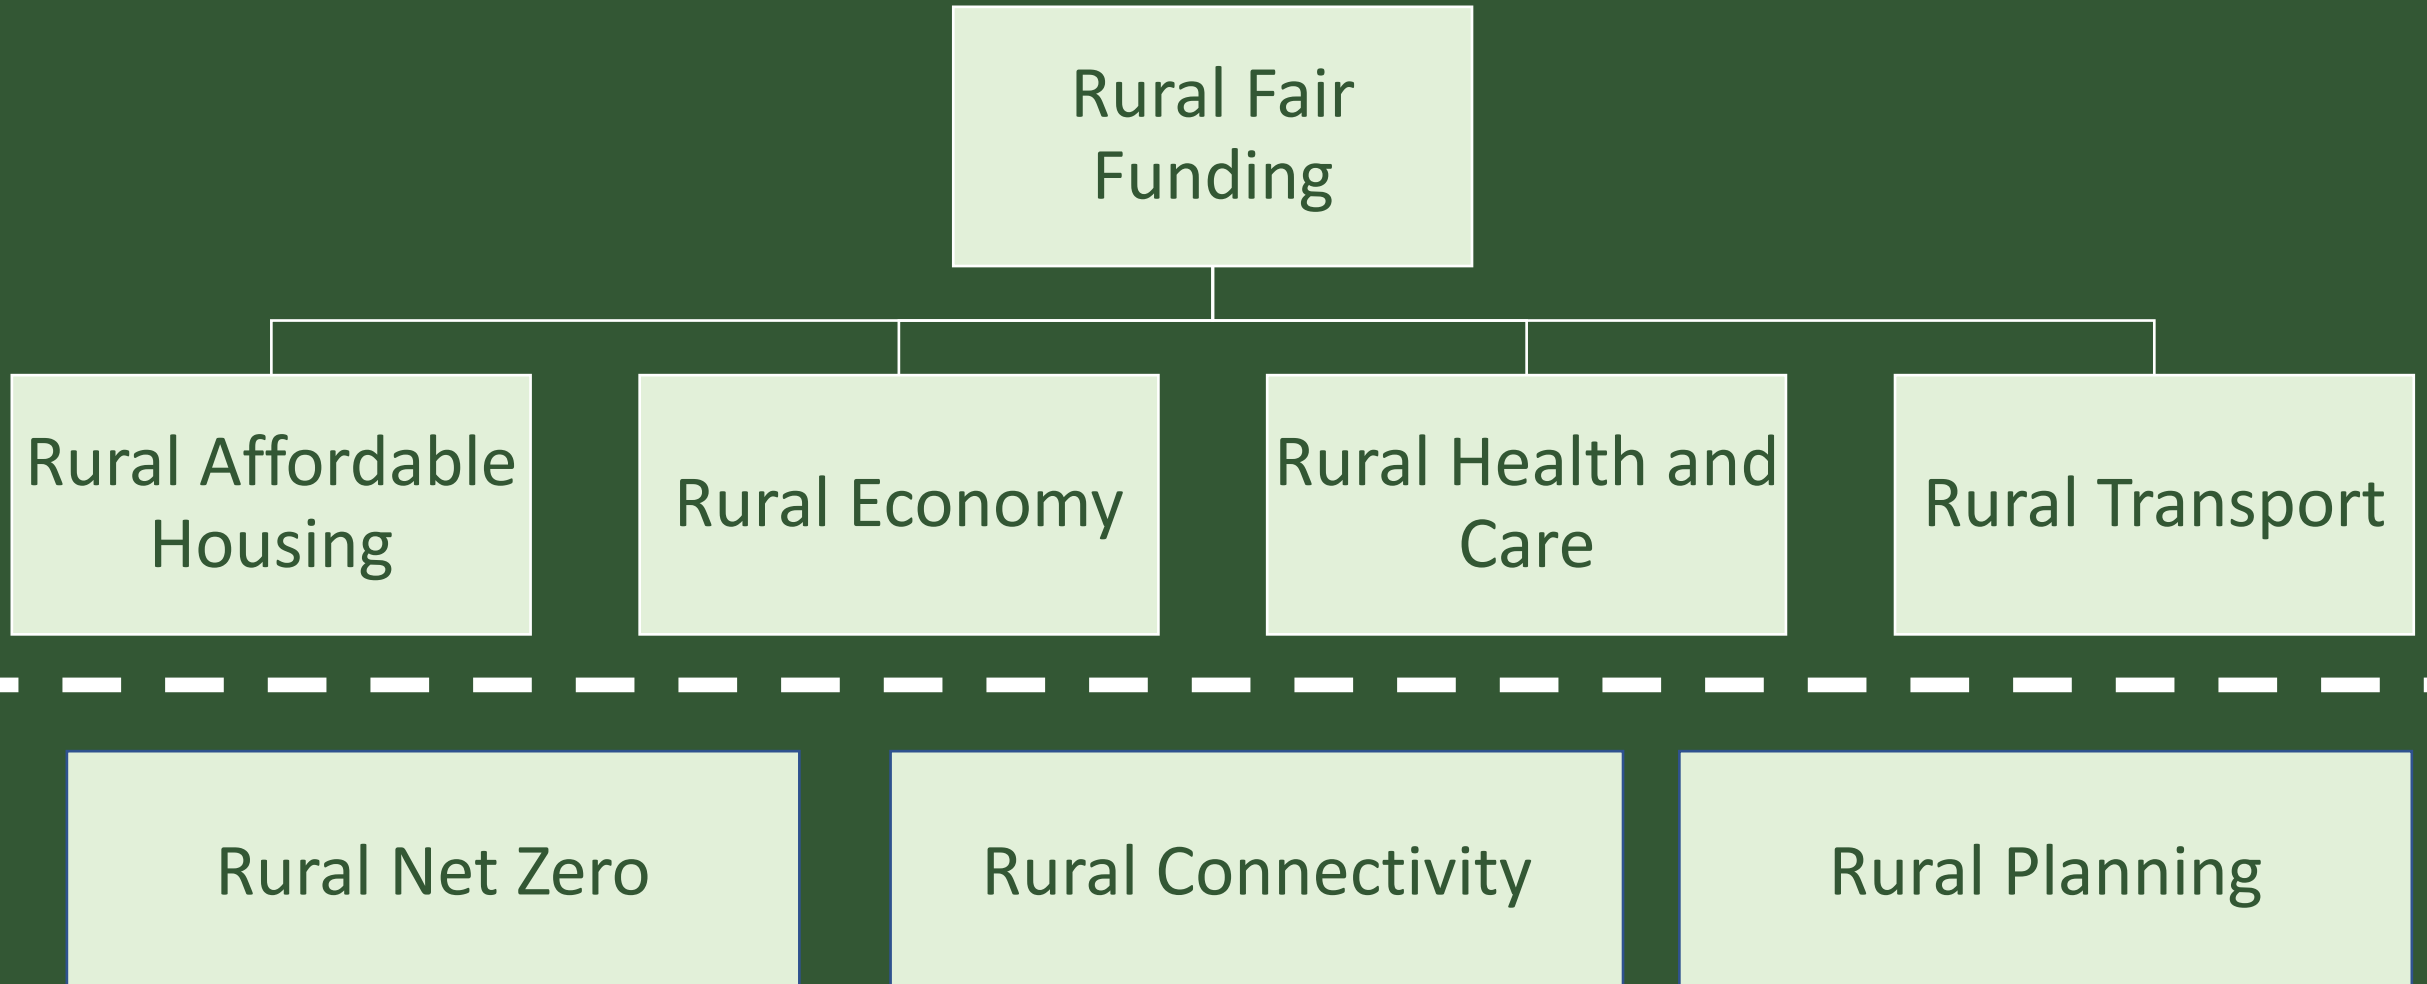 Rural Fair
Funding
Rural Affordable
Housing
Rural Economy
Rural Health and
Care
Rural Transport
Rural Net Zero
Rural Connectivity
Rural Planning